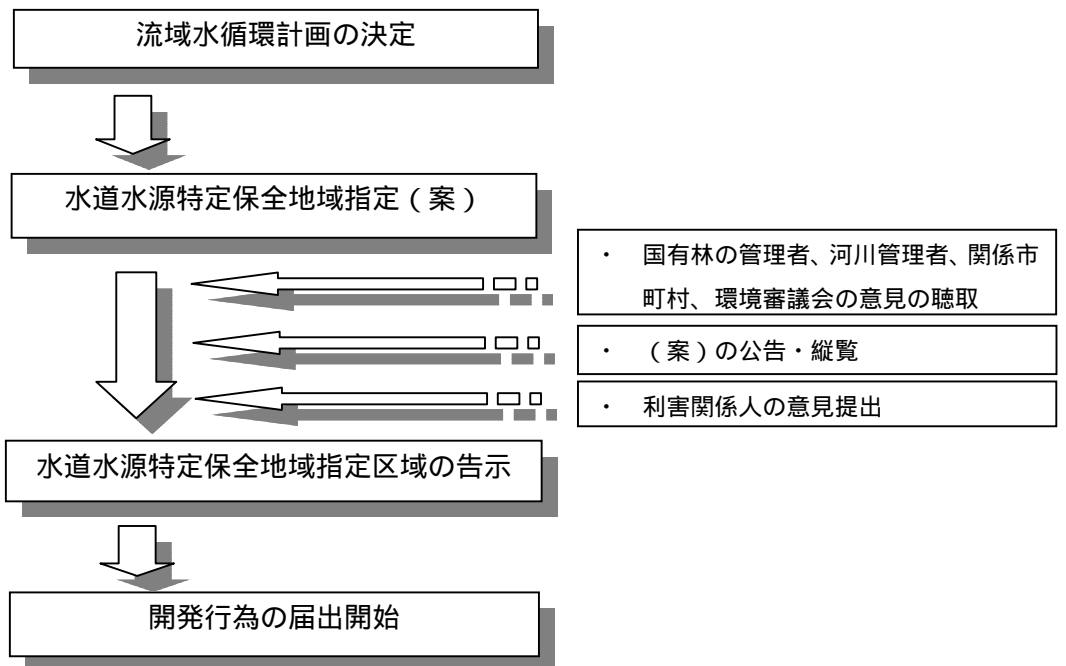 流域水循環計画の決定
水道水源特定保全地域指定（案）
・ 国有林の管理者、河川管理者、関係市
町村、環境審議会の意見の聴取
・ （案）の公告・縦覧
・ 利害関係人の意見提出
水道水源特定保全地域指定区域の告示
開発行為の届出開始